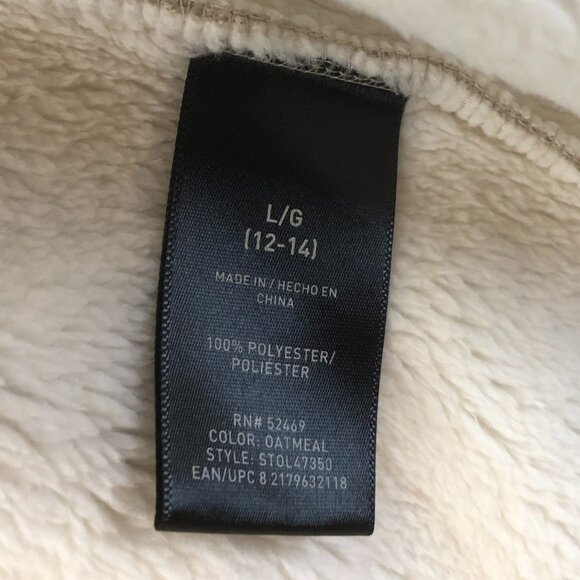 L/G
(12-14)
MADE IN / HECHO EN
CHINA
100% POLYESTER/
POLIESTER
RN# 52469
COLOR: OATMEAL
STYLE: STOL47350
EAN/UPC 8 2179632118